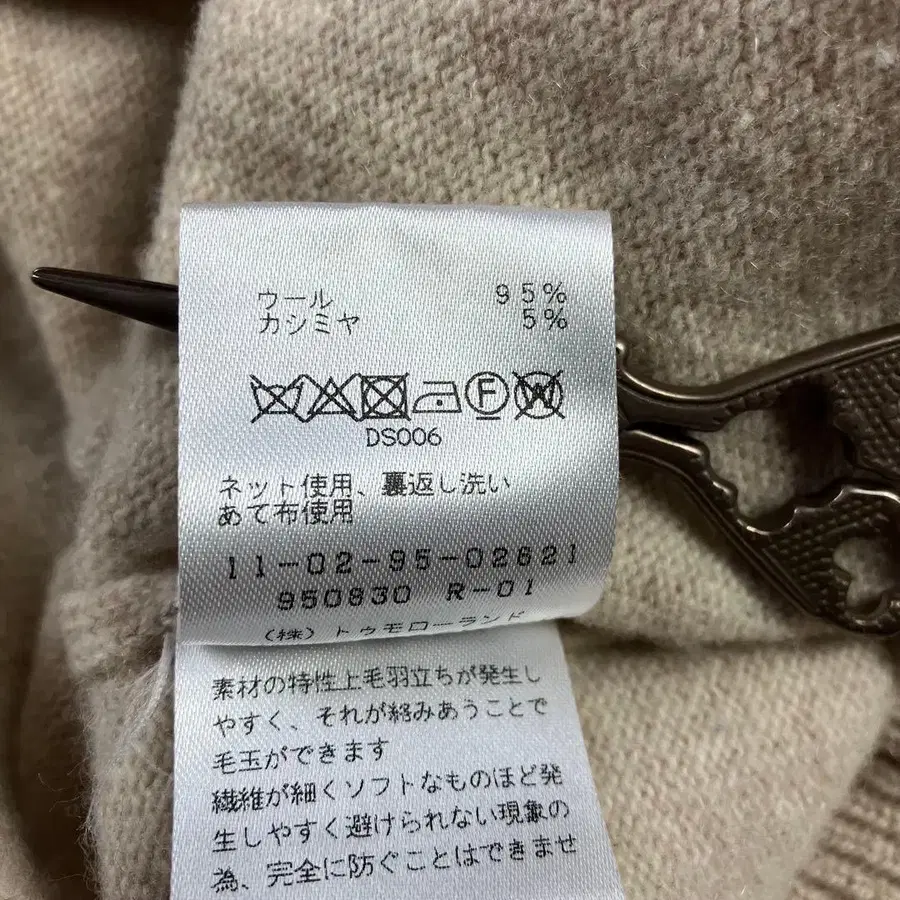 ウール 95%
カシミヤ 5%
F W
DS006
ネット使用、裏返し洗い
あて布使用
11-02-95-02621
950830 R-01
(株)トゥモローランド
素材の特性上毛羽立ちが発生し
やすく、それが絡みあうことで
毛玉ができます
繊維が細くソフトなものほど発
生しやすく避けられない現象の
為、完全に防ぐことはできませ